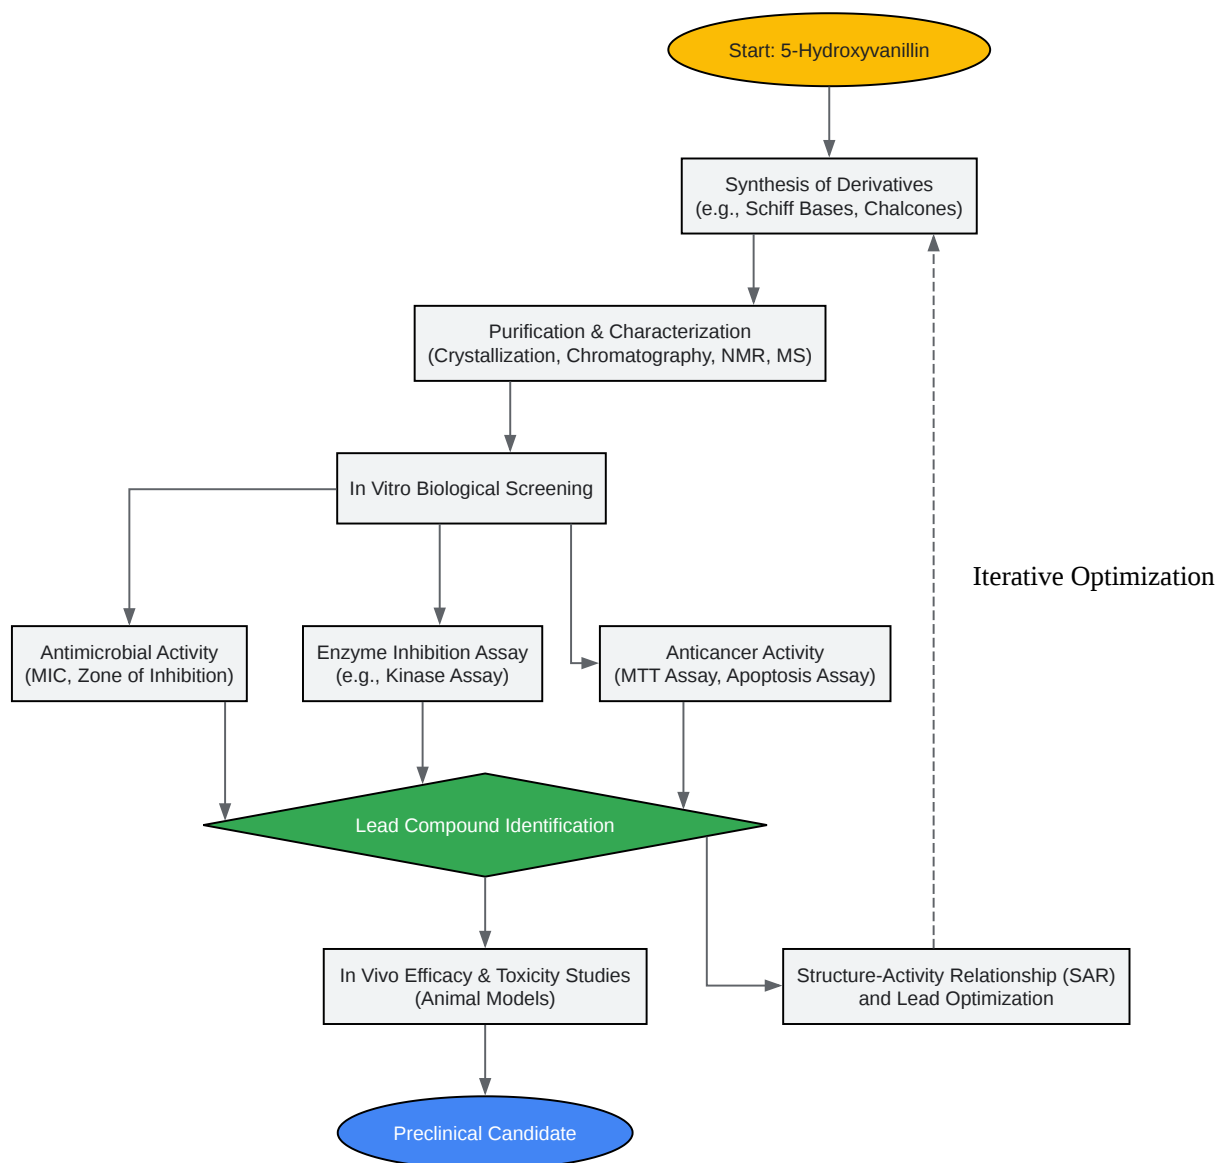 Start: 5-Hydroxyvanillin
Synthesis of Derivatives
(e.g., Schiff Bases, Chalcones)
Purification & Characterization
(Crystallization, Chromatography, NMR, MS)
In Vitro Biological Screening
Iterative Optimization
Antimicrobial Activity
(MIC, Zone of Inhibition)
Enzyme Inhibition Assay
(e.g., Kinase Assay)
Anticancer Activity
(MTT Assay, Apoptosis Assay)
Lead Compound Identification
In Vivo Efficacy & Toxicity Studies
(Animal Models)
Structure-Activity Relationship (SAR)
and Lead Optimization
Preclinical Candidate